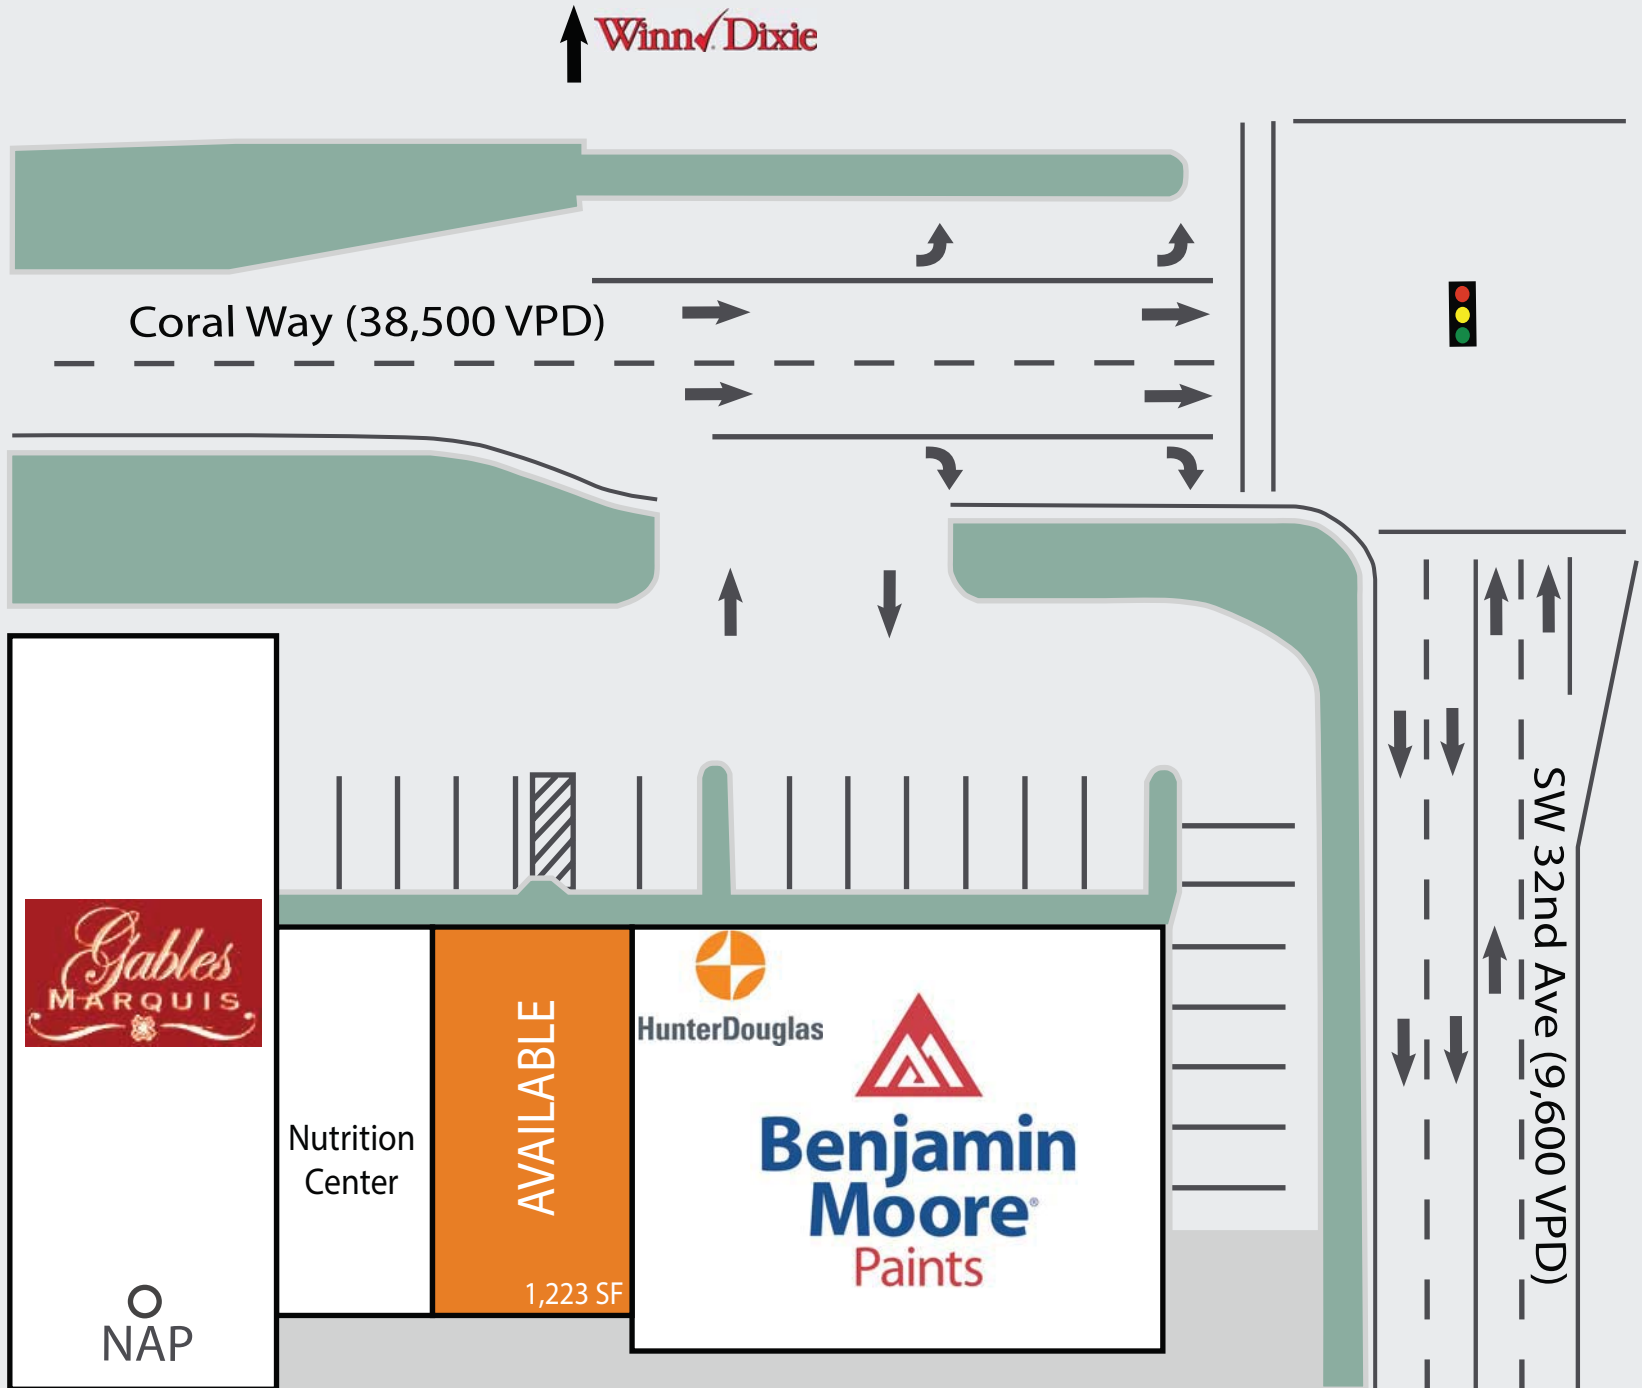 Winn Dixie
Coral Way (38,500 VPD)
SW 32nd Ave (9,600 VPD)
Gables
MARQUIS
NAP
Nutrition
Center
AVAILABLE
1,223 SF
HunterDouglas
Benjamin
Moore®
Paints